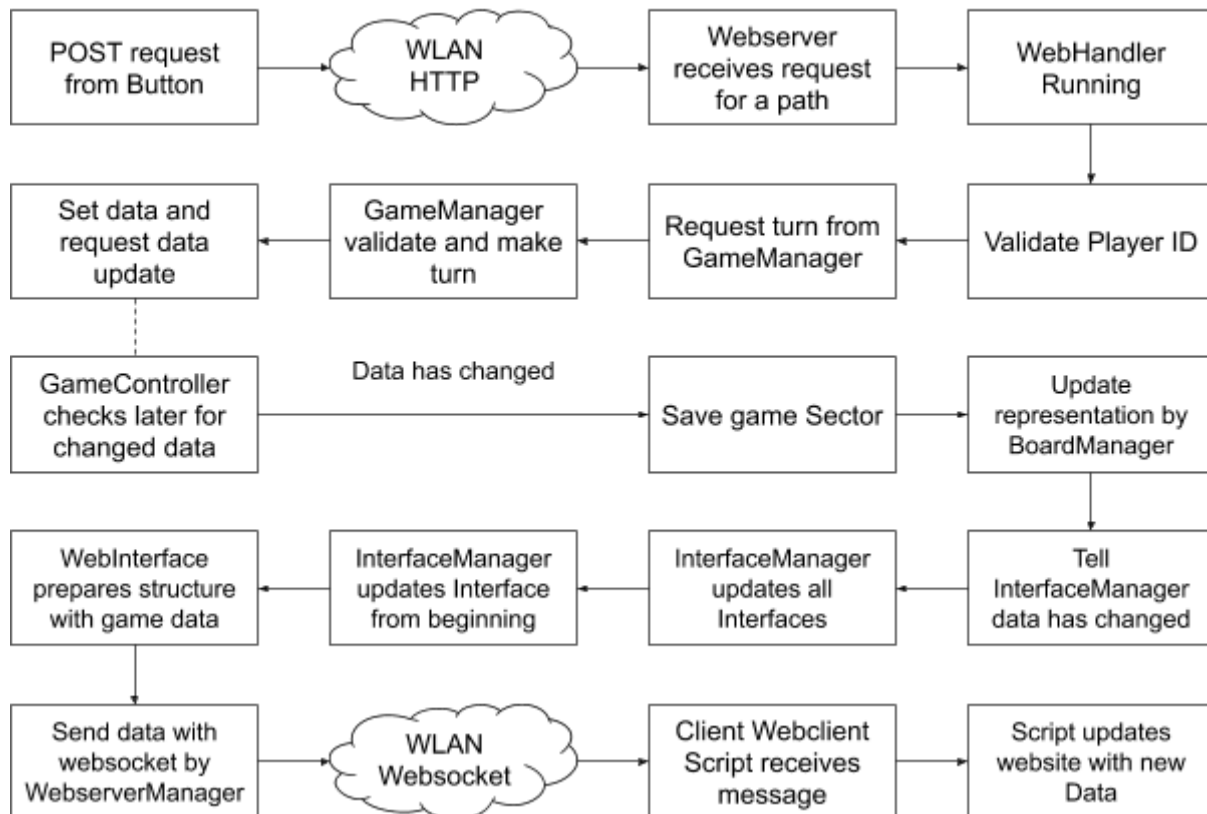 POST request
from Button
WLAN
HTTP
Webserver
receives request
for a path
WebHandler
Running
Set data and
request data
update
GameManager
validate and make
turn
Request turn from
GameManager
Validate Player ID
GameController
checks later for
changed data
Data has changed
Save game Sector
Update
representation by
BoardManager
WebInterface
prepares structure
with game data
InterfaceManager
updates Interface
from beginning
InterfaceManager
updates all
Interfaces
Tell
InterfaceManager
data has changed
Send data with
websocket by
WebserverManager
WLAN
Websocket
Client Webclient
Script receives
message
Script updates
website with new
Data